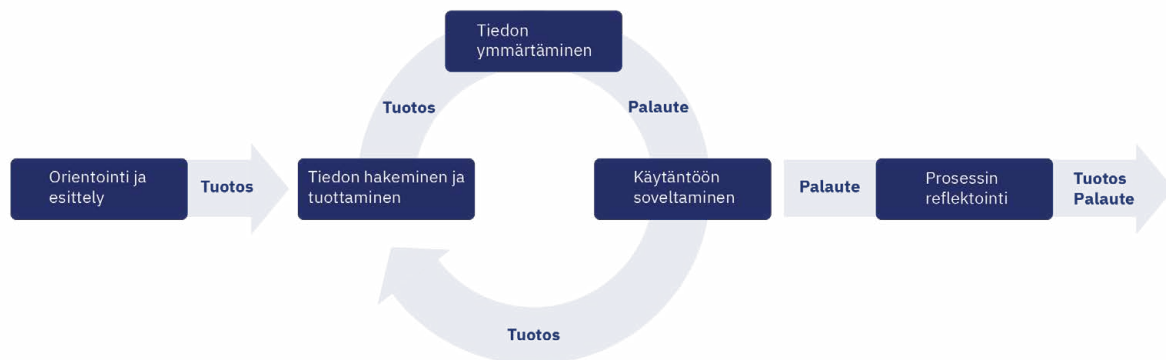 Tiedon
ymmärtäminen
Tuotos
Palaute
Orientointi ja
esittely
Tuotos
Tiedon hakeminen ja
tuottaminen
Käytäntöön
soveltaminen
Palaute
Prosessin
reflektointi
Tuotos
Palaute
Tuotos